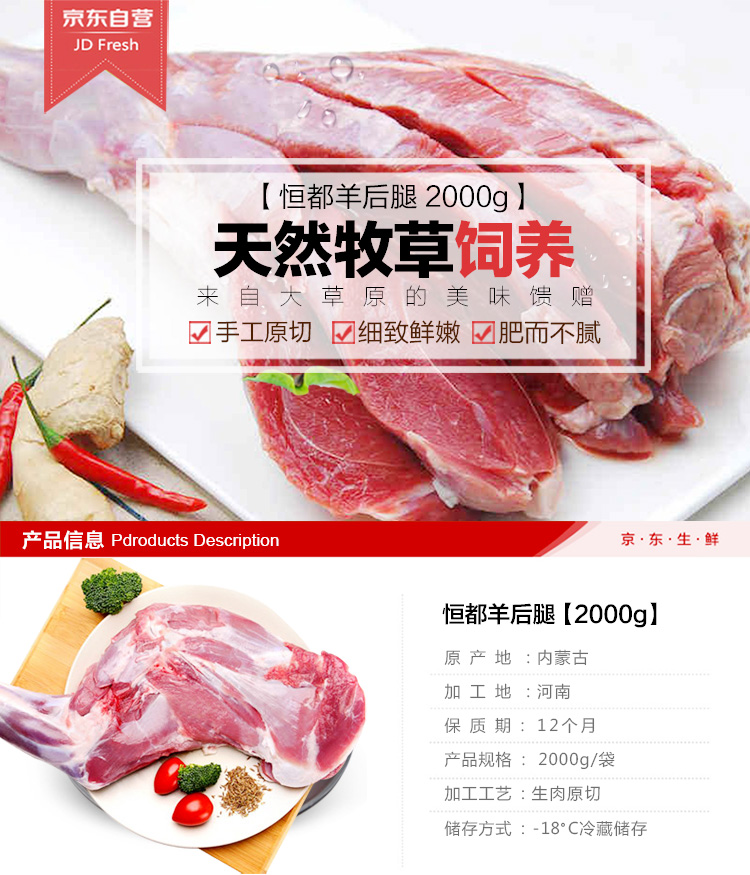 京东自营
JD Fresh
【恒都羊后腿 2000g】
天然牧草饲养
来自大草原的美味馈赠
手工原切 细致鲜嫩 肥而不腻
产品信息 Pdroducts Description
京·东·生·鲜
恒都羊后腿【2000g】
原产地：内蒙古
加工地：河南
保质期：12个月
产品规格：2000g/袋
加工工艺：生肉原切
储存方式：-18°C冷藏储存